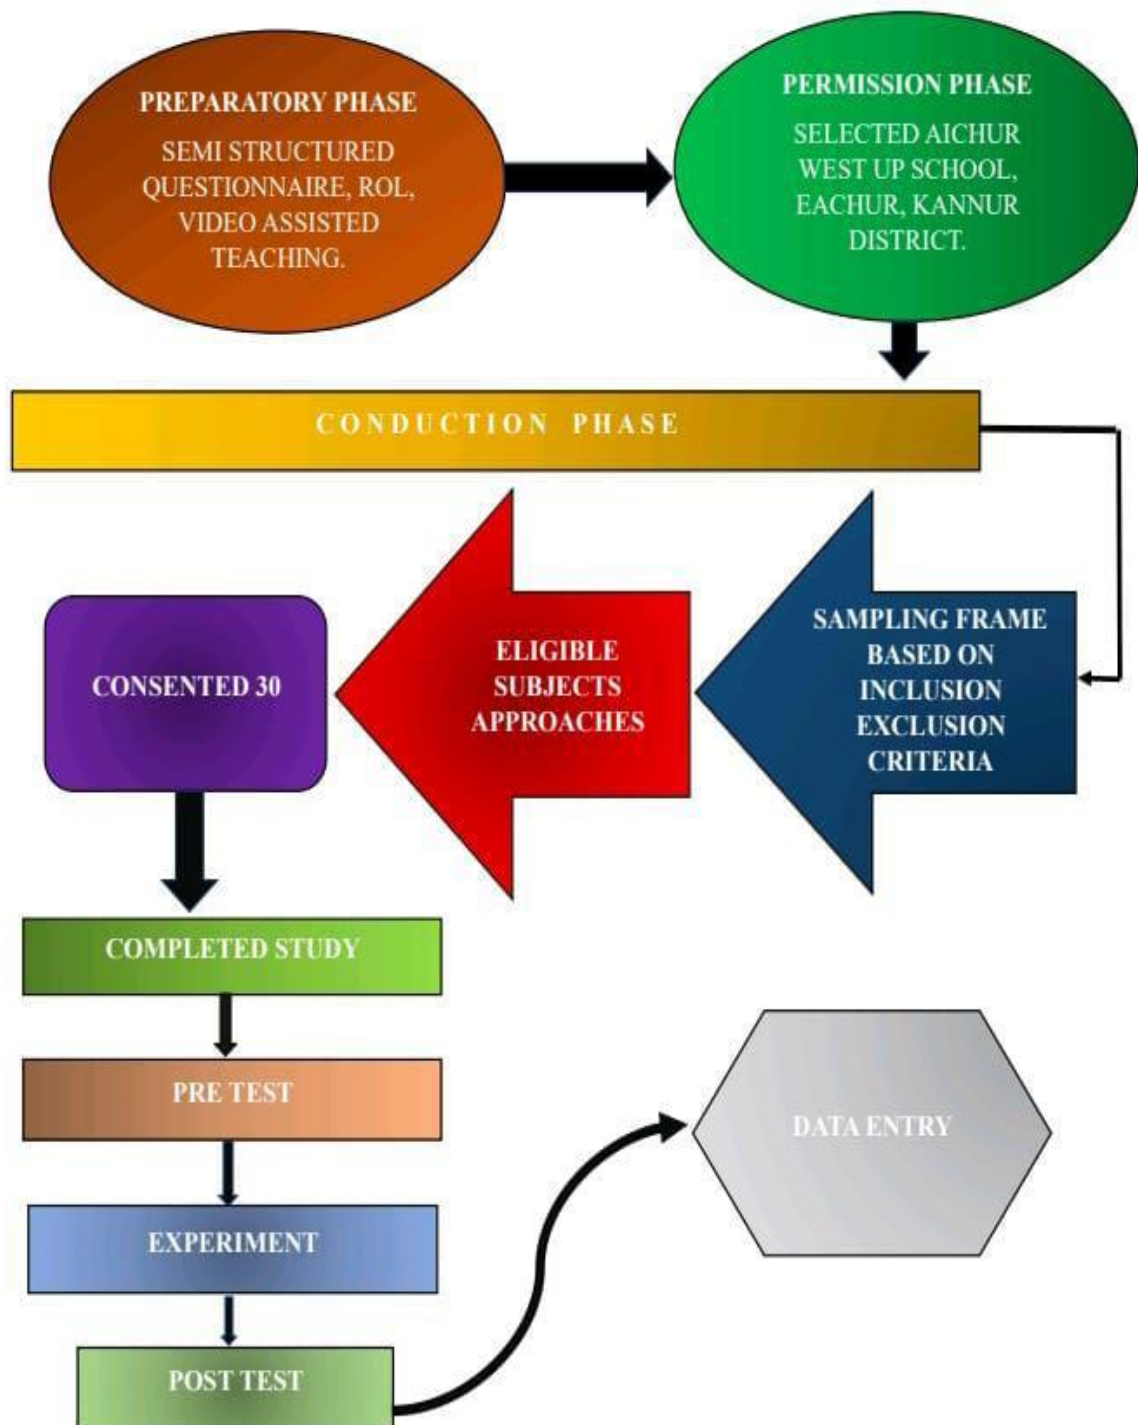 PREPARATORY PHASE
SEMI STRUCTURED
QUESTIONNAIRE, ROL,
VIDEO ASSISTED
TEACHING.
PERMISSION PHASE
SELECTED AICHUR
WEST UP SCHOOL,
EACHUR, KANNUR
DISTRICT.
CONDUCTION PHASE
SAMPLING FRAME
BASED ON
INCLUSION
EXCLUSION
CRITERIA
ELIGIBLE
SUBJECTS
APPROACHES
CONSENTED 30
COMPLETED STUDY
PRE TEST
EXPERIMENT
POST TEST
DATA ENTRY